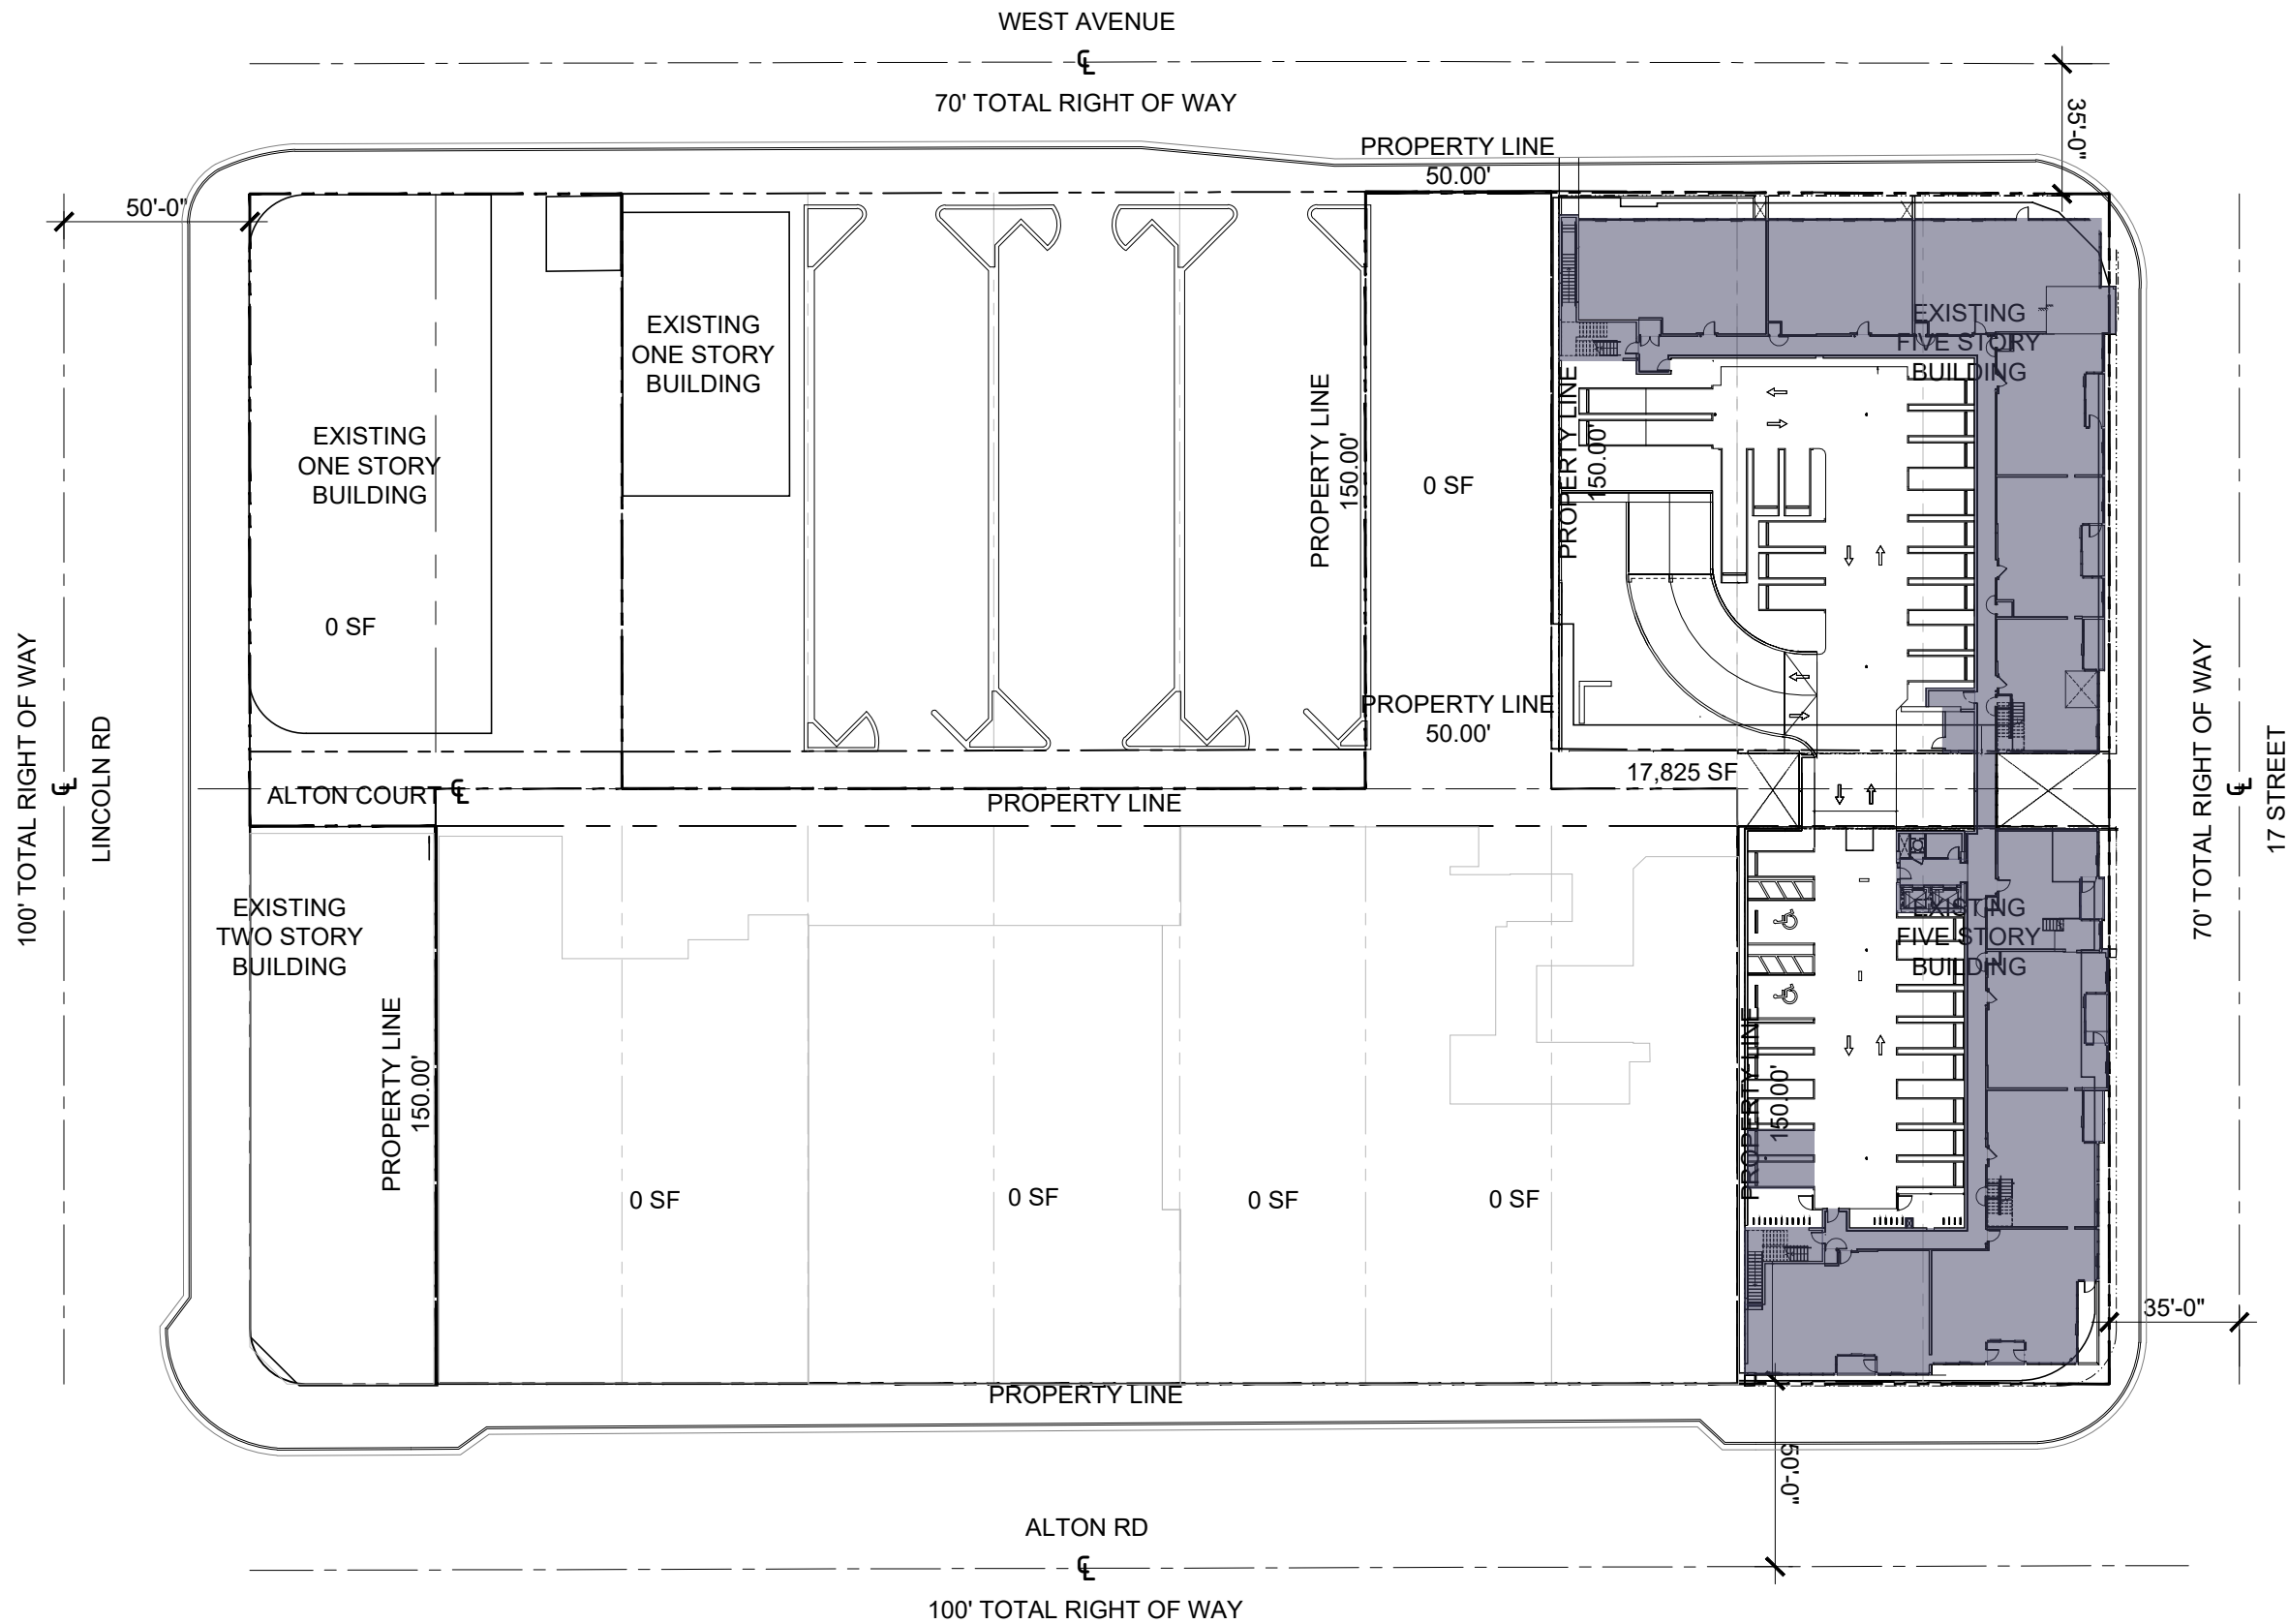 WEST AVENUE
℄
70' TOTAL RIGHT OF WAY
35'-0"
PROPERTY LINE
50.00'
50'-0"
EXISTING
ONE STORY
BUILDING
EXISTING
FIVE STORY
BUILDING
PROPERTY LINE
150.00'
PROPERTY LINE
150.00'
EXISTING
ONE STORY
BUILDING
0 SF
0 SF
100' TOTAL RIGHT OF WAY
℄
LINCOLN RD
70' TOTAL RIGHT OF WAY
℄
17 STREET
PROPERTY LINE
50.00'
17,825 SF
ALTON COURT ℄
PROPERTY LINE
EXISTING
TWO STORY
BUILDING
EXISTING
FIVE STORY
BUILDING
PROPERTY LINE
150.00'
PROPERTY LINE
150.00'
0 SF
0 SF
0 SF
0 SF
35'-0"
PROPERTY LINE
50'-0"
ALTON RD
℄
100' TOTAL RIGHT OF WAY